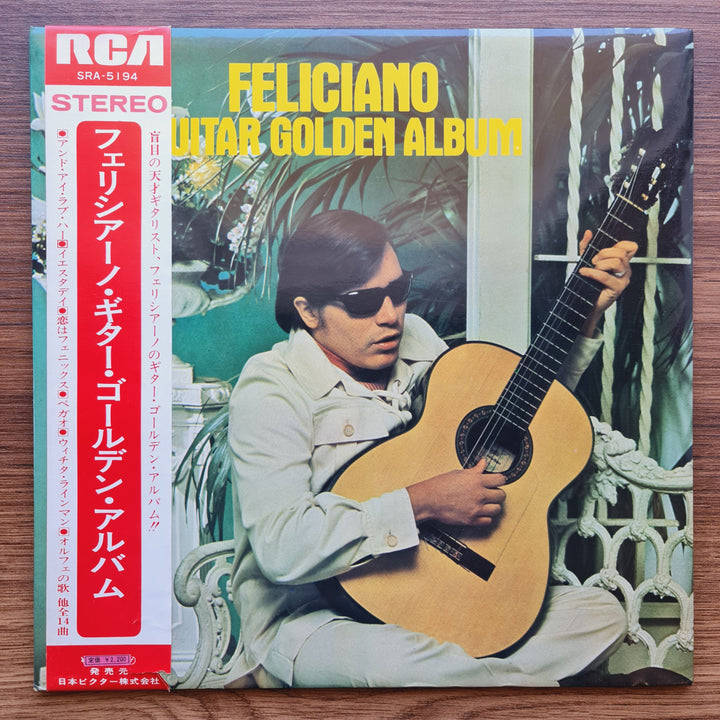 RCA
SRA-5194
STEREO
フェリシアーノ・ギター・ゴールデン・アルバム
盲目の天才ギタリスト、フェリシアーノのギター・ゴールデン・アルバム!!
●アンド・アイ・ラブ・ハー●イエスタデイ●恋はフェニックス●ペガオ●ウィチタ・ラインマン●オルフェの歌 他全14曲
定価 ¥2,200
発売元
日本ビクター株式会社
FELICIANO
UITAR GOLDEN ALBUM